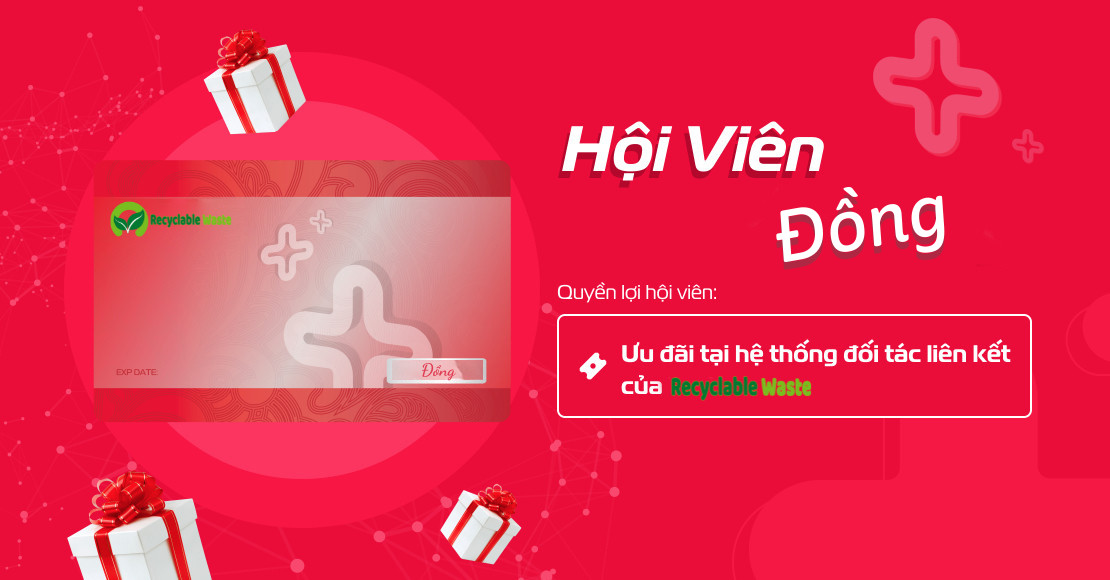 Recyclable Waste
EXP DATE:
Đồng
Hội Viên
Đồng
Quyền lợi hội viên:
Ưu đãi tại hệ thống đối tác liên kết
của Recyclable Waste